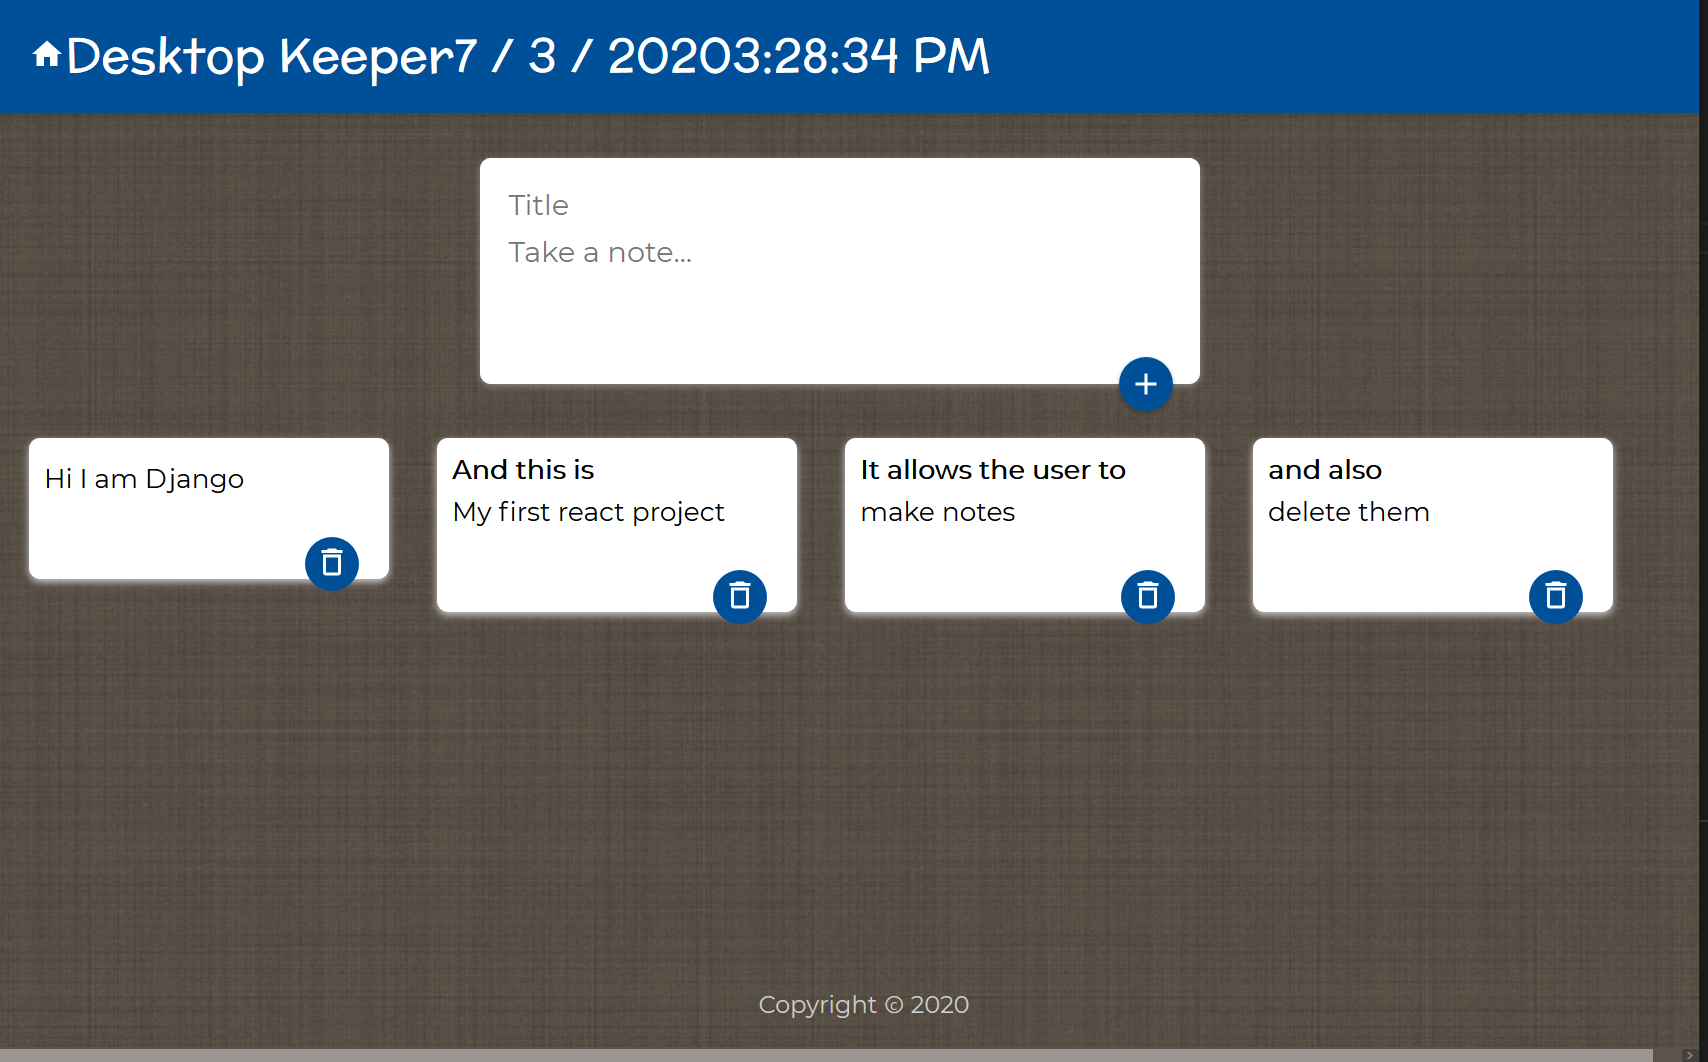 Desktop Keeper7 / 3 / 20203:28:34 PM
Title
Take a note...
Hi I am Django
And this is
My first react project
It allows the user to
make notes
and also
delete them
Copyright © 2020